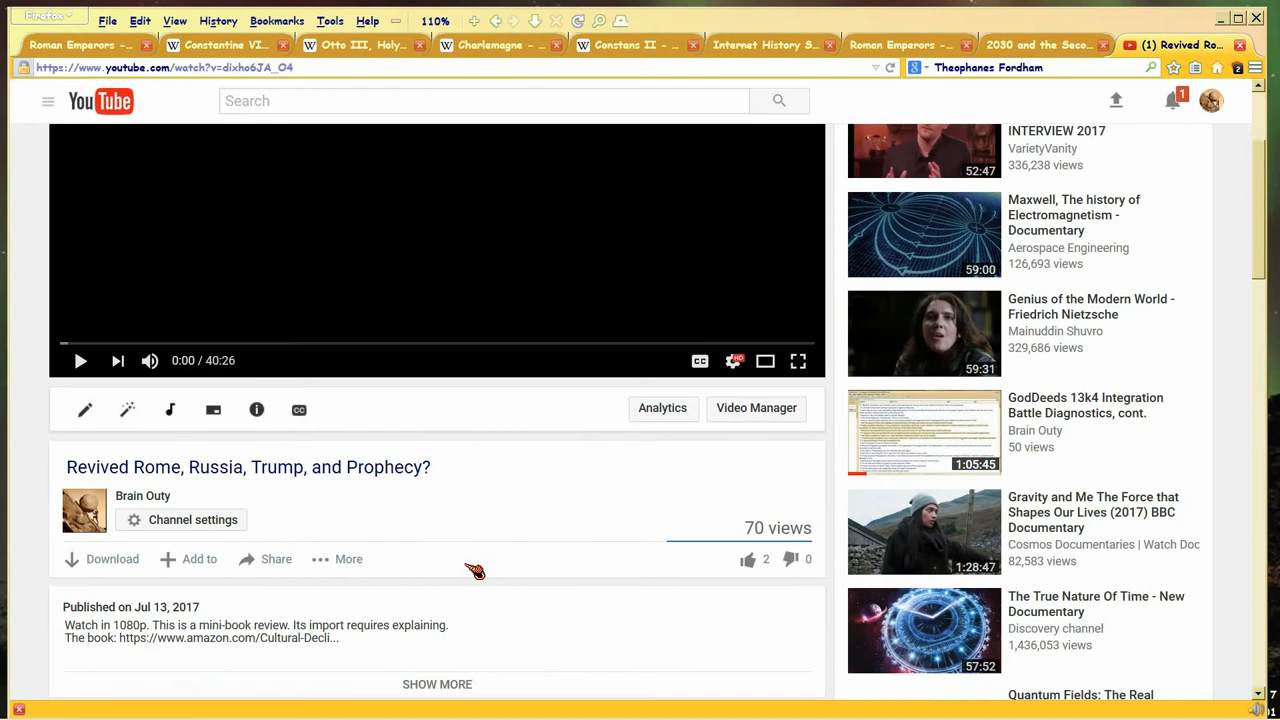 Firefox
File Edit View History Bookmarks Tools Help 110%
Roman Emperors -... Constantine VI... Otto III, Holy... Charlemagne - ... Constans II - ... Internet History S... Roman Emperors -... 2030 and the Seco... (1) Revived Ro...
https://www.youtube.com/watch?v=dixho6JA_O4 Theophanes Fordham 2
YouTube Search 1
INTERVIEW 2017
VarietyVanity
336,238 views
52:47
Maxwell, The history of
Electromagnetism -
Documentary
Aerospace Engineering
126,693 views
59:00
Genius of the Modern World -
Friedrich Nietzsche
Mainuddin Shuvro
329,686 views
59:31
0:00 / 40:26 CC HD
CC Analytics Video Manager
GodDeeds 13k4 Integration
Battle Diagnostics, cont.
Brain Outy
50 views
1:05:45
Revived Rome, Russia, Trump, and Prophecy?
Brain Outy
Channel settings
70 views
Download Add to Share More 2 0
Gravity and Me The Force that
Shapes Our Lives (2017) BBC
Documentary
Cosmos Documentaries | Watch Doc
82,583 views
1:28:47
Published on Jul 13, 2017
Watch in 1080p. This is a mini-book review. Its import requires explaining.
The book: https://www.amazon.com/Cultural-Decli...
SHOW MORE
The True Nature Of Time - New
Documentary
Discovery channel
1,436,053 views
57:52
Quantum Fields: The Real